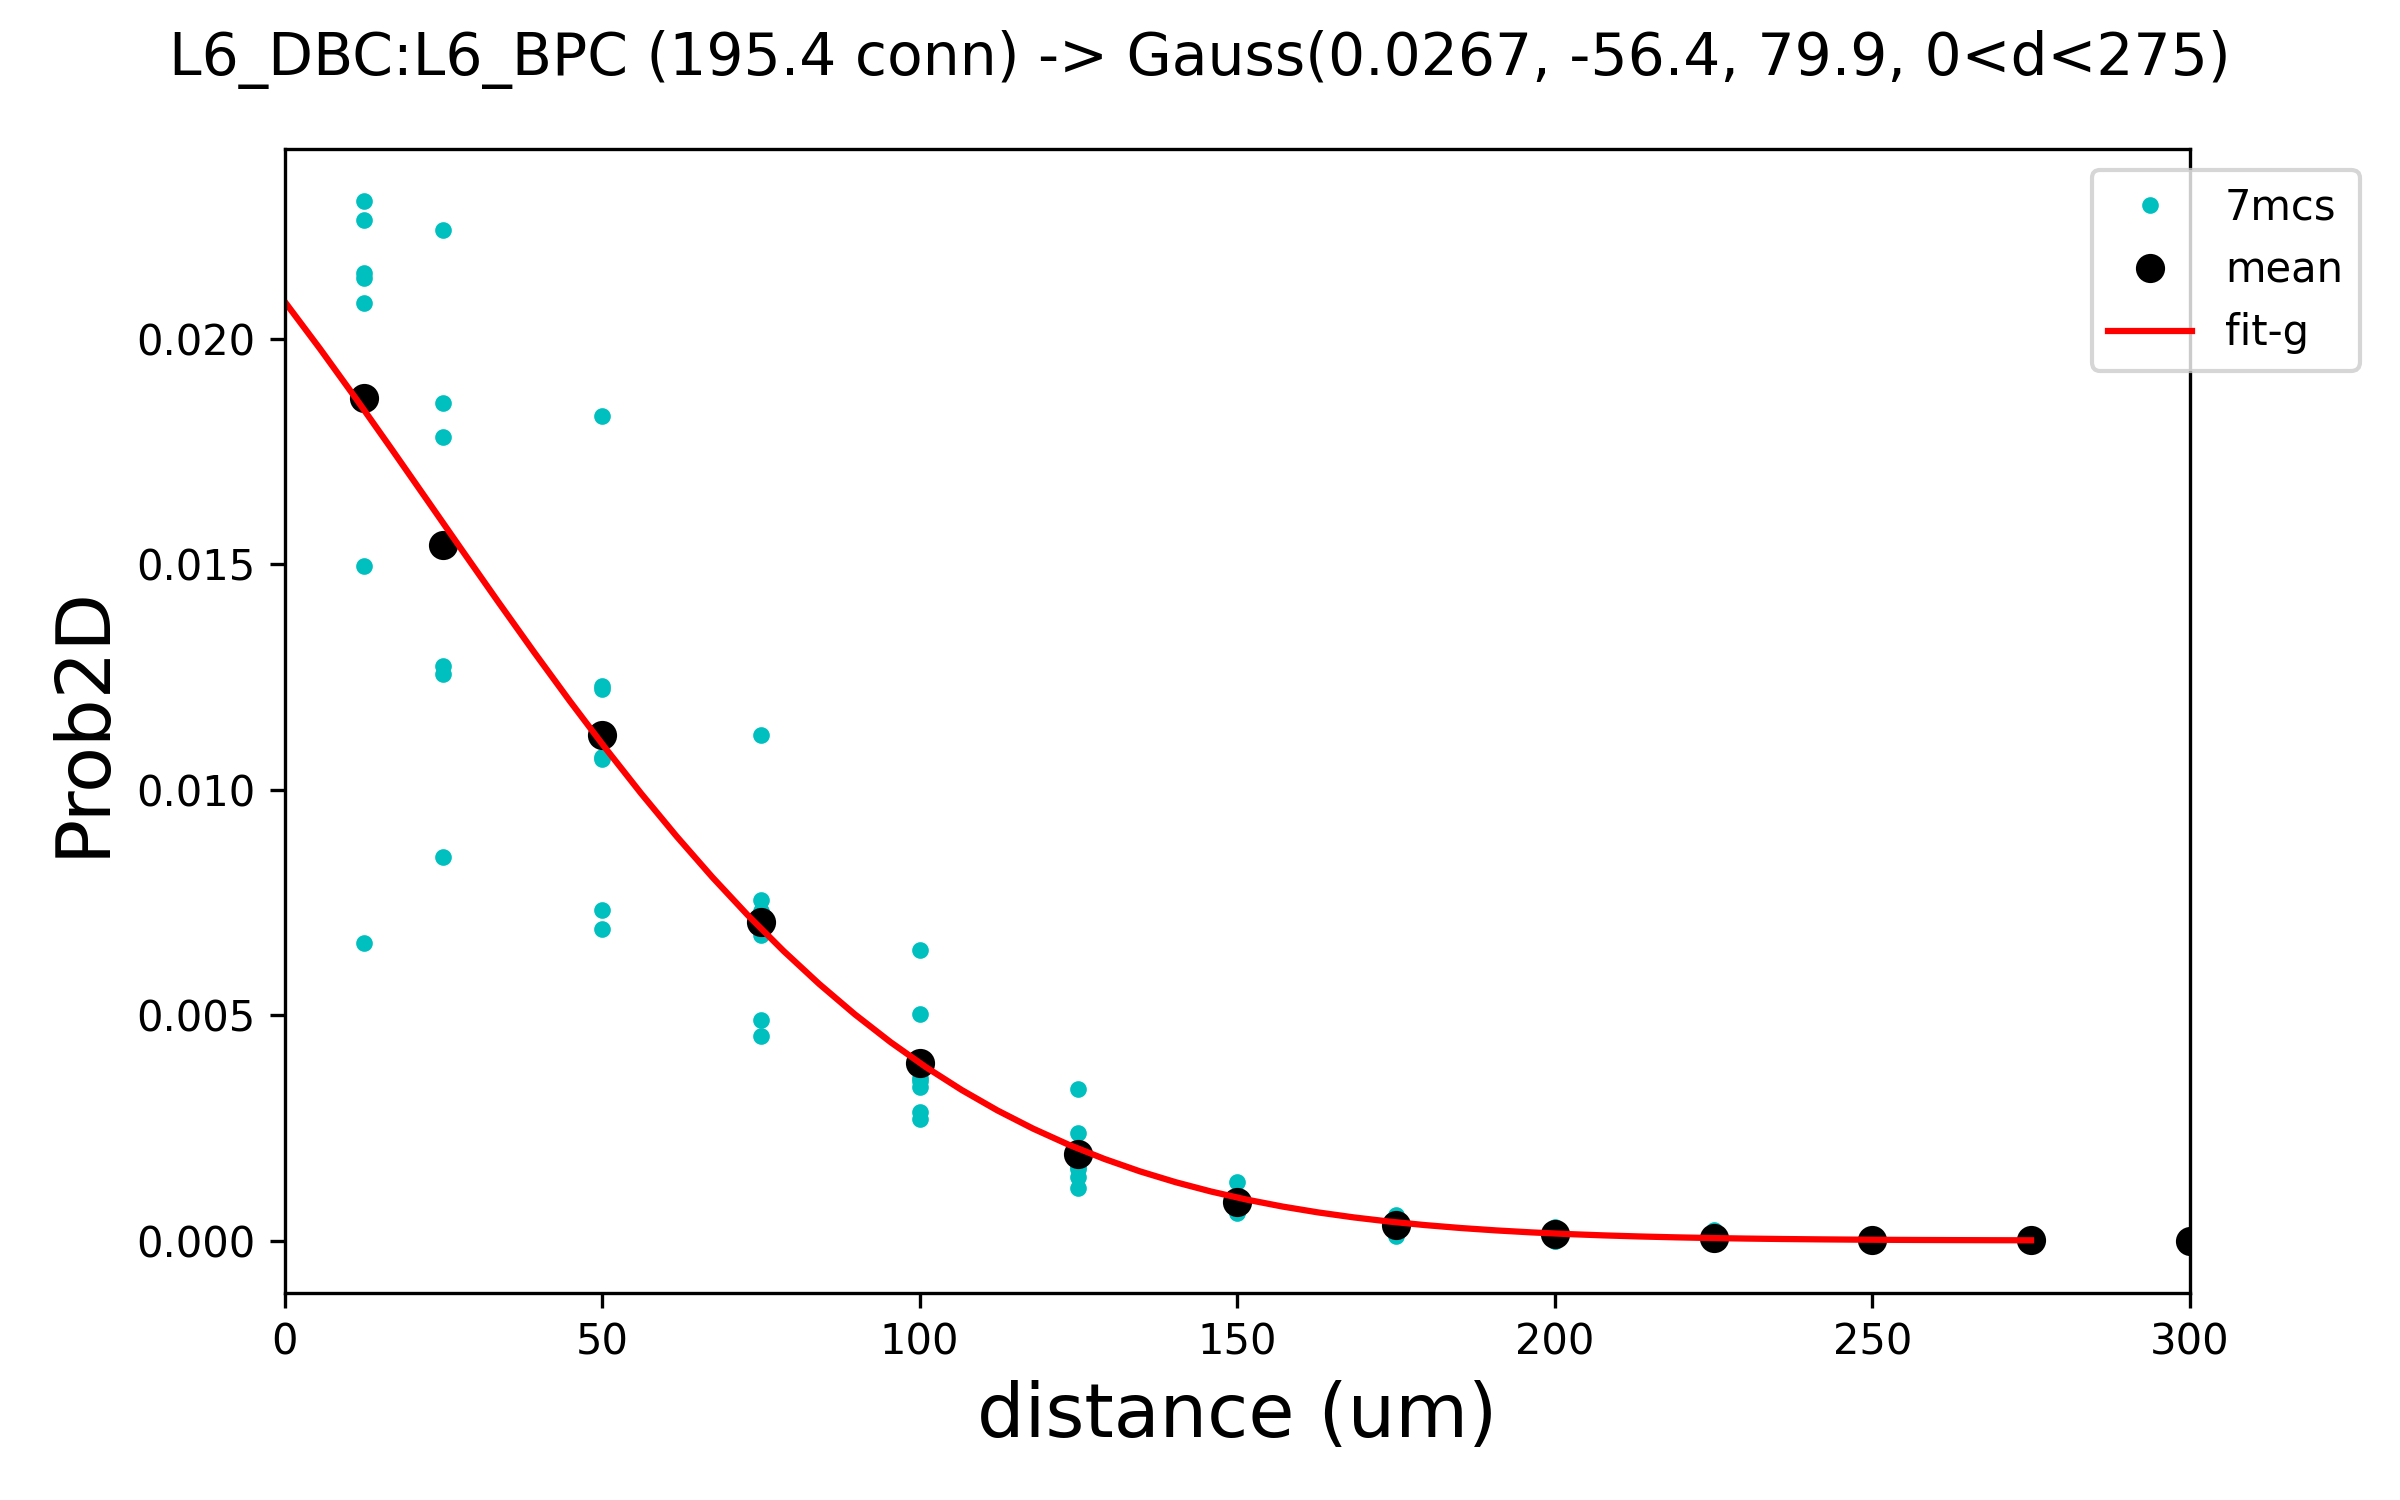 L6_DBC:L6_BPC (195.4 conn) -> Gauss(0.0267, -56.4, 79.9, 0<d<275)
7mcs
mean
fit-g
Prob2D
0.020
0.015
0.010
0.005
0.000
0 50 100 150 200 250 300
distance (um)